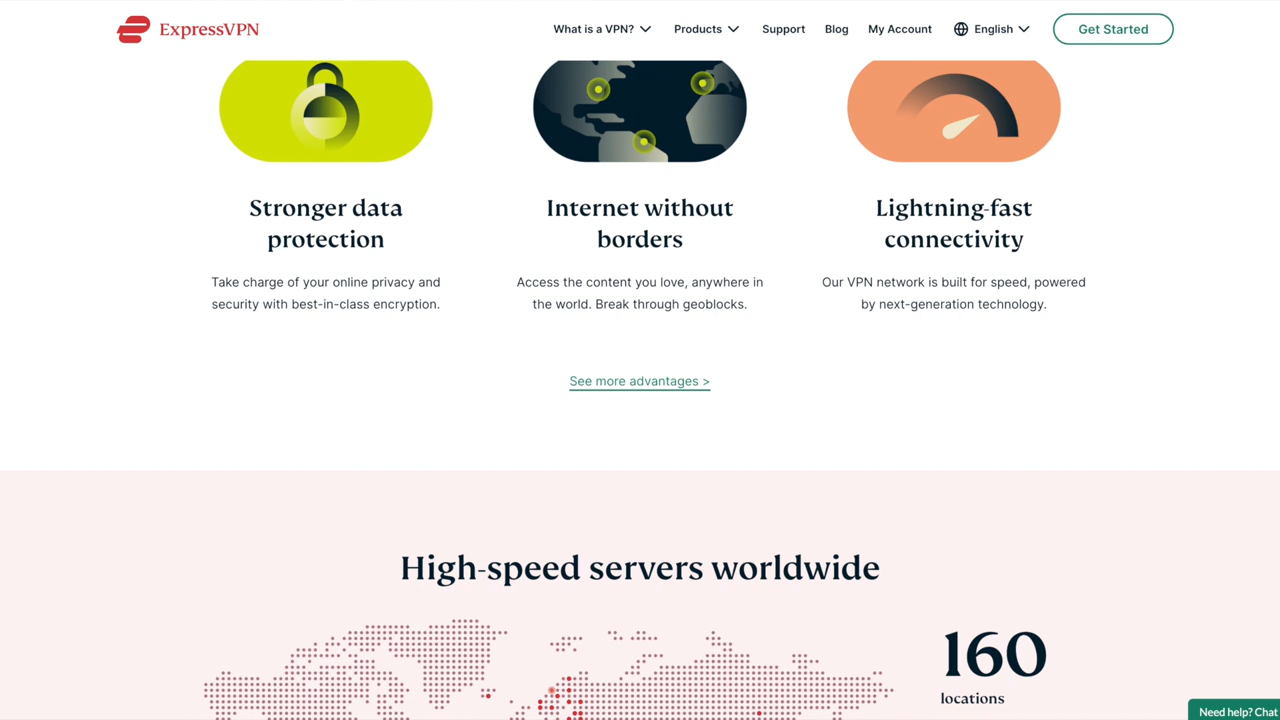 ExpressVPN
What is a VPN?
Products
Support
Blog
My Account
English
Get Started
Stronger data
protection
Take charge of your online privacy and
security with best-in-class encryption.
Internet without
borders
Access the content you love, anywhere in
the world. Break through geoblocks.
Lightning-fast
connectivity
Our VPN network is built for speed, powered
by next-generation technology.
See more advantages >
High-speed servers worldwide
160
locations
Need help? Chat